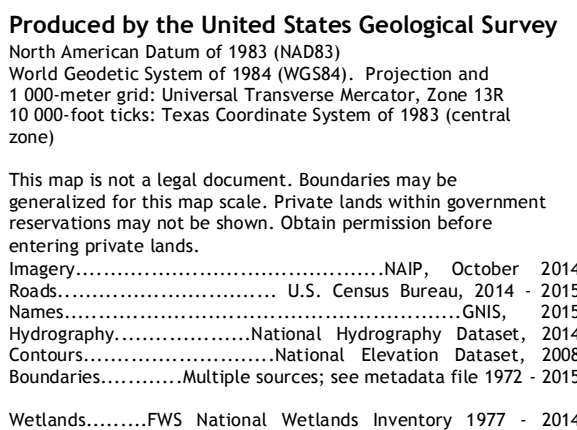 Produced by the United States Geological Survey
North American Datum of 1983 (NAD83)
World Geodetic System of 1984 (WGS84). Projection and
1 000-meter grid: Universal Transverse Mercator, Zone 13R
10 000-foot ticks: Texas Coordinate System of 1983 (central
zone)
This map is not a legal document. Boundaries may be
generalized for this map scale. Private lands within government
reservations may not be shown. Obtain permission before
entering private lands.
Imagery..........................................NAIP, October 2014
Roads.............................. U.S. Census Bureau, 2014 - 2015
Names......................................................GNIS, 2015
Hydrography...................National Hydrography Dataset, 2014
Contours..........................National Elevation Dataset, 2008
Boundaries............Multiple sources; see metadata file 1972 - 2015
Wetlands.........FWS National Wetlands Inventory 1977 - 2014